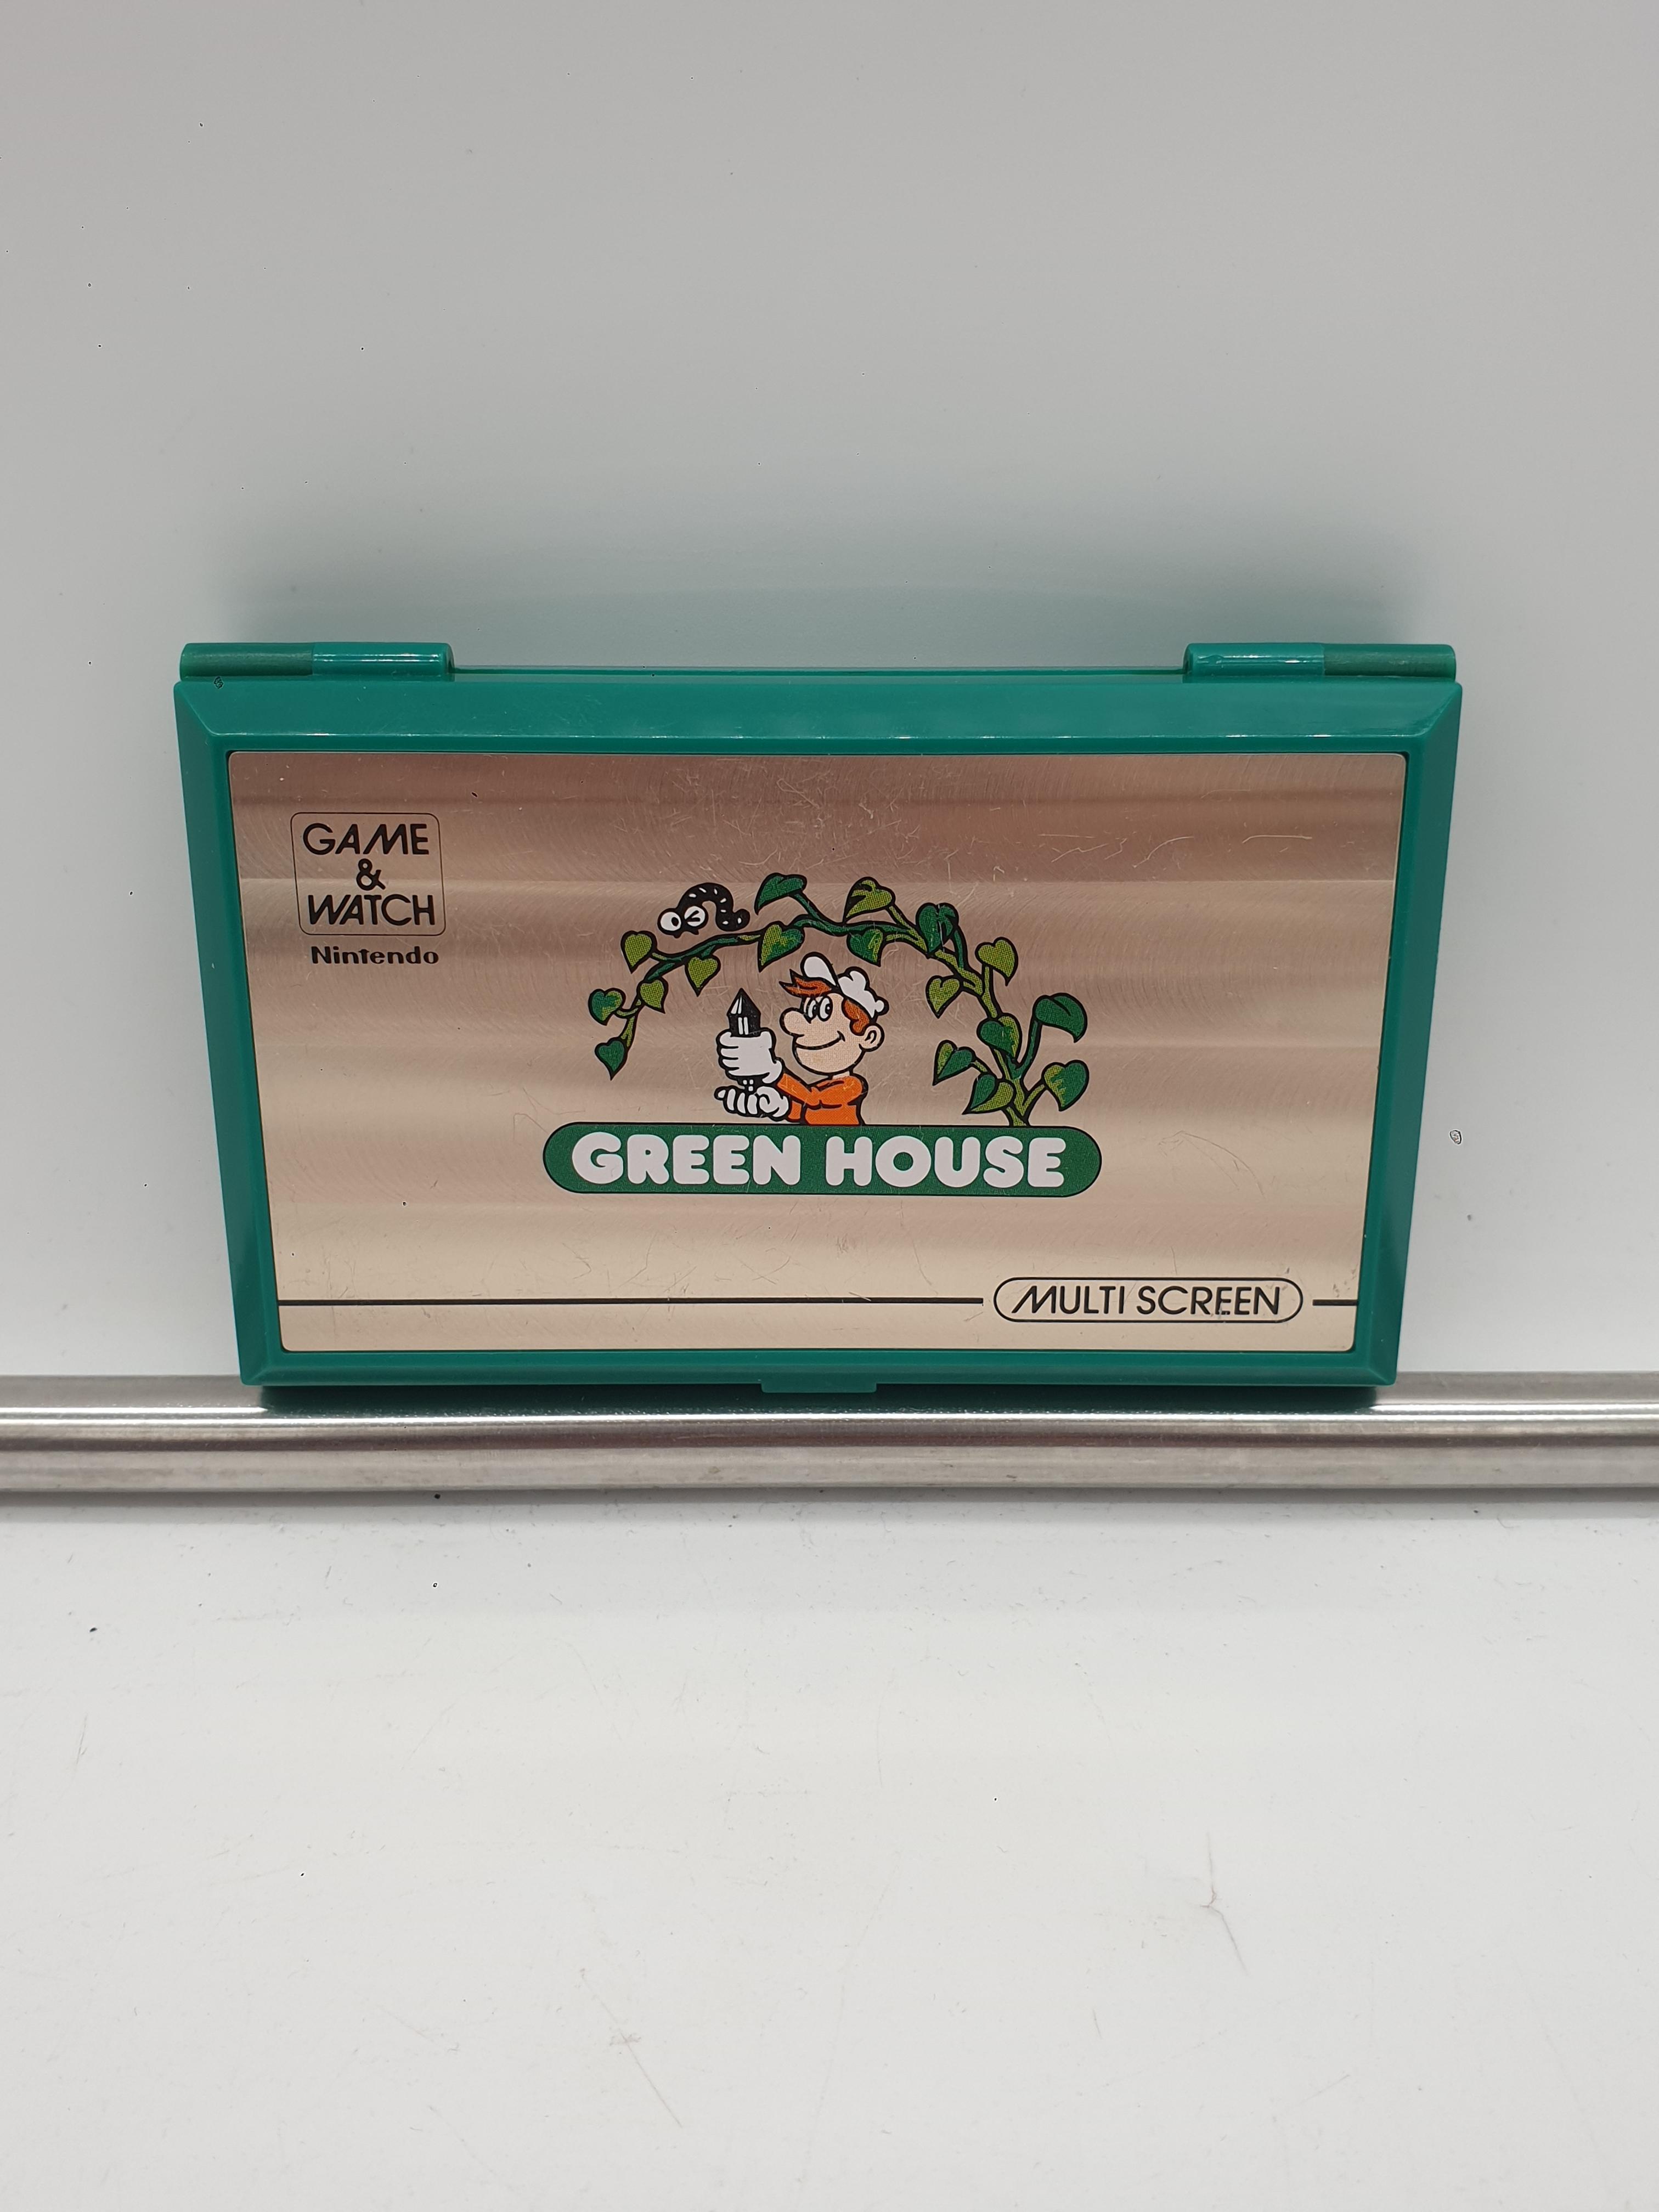 GAME
&
WATCH
Nintendo
GREEN HOUSE
MULTI SCREEN